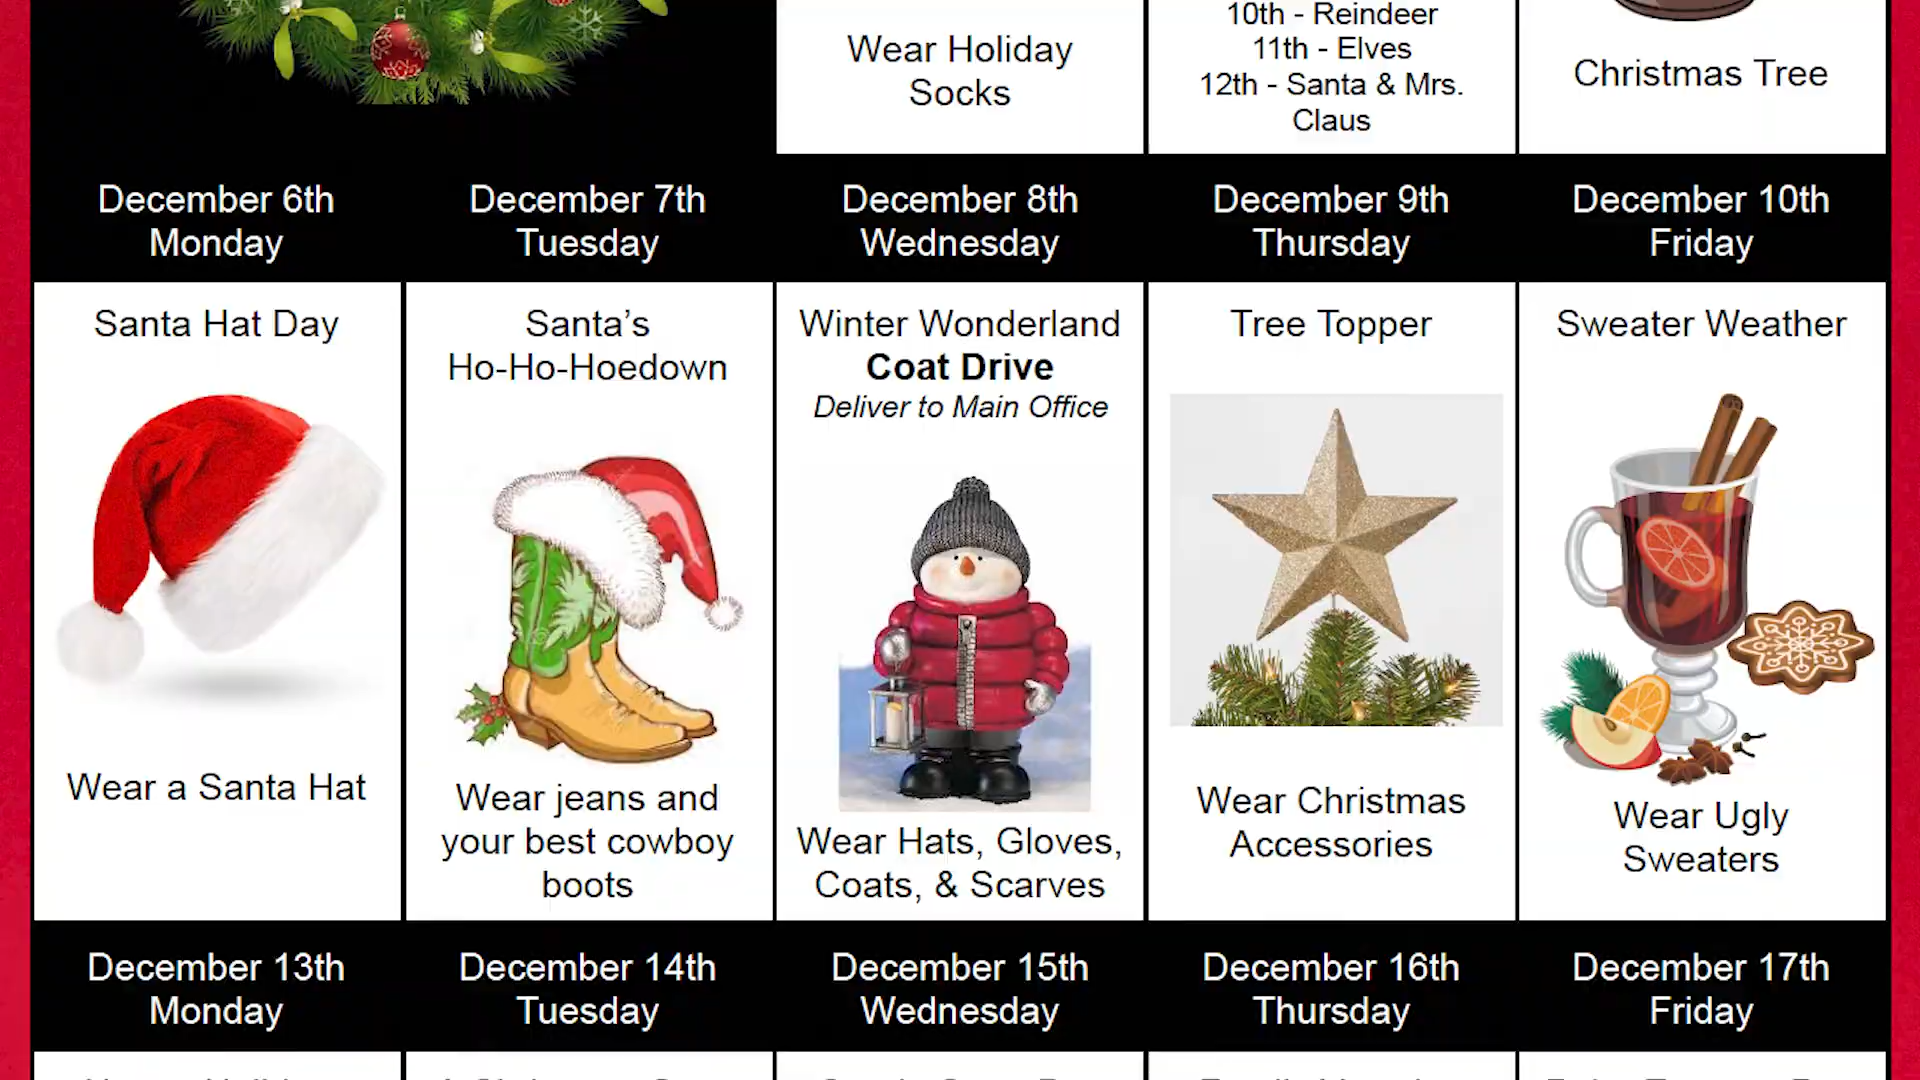 Wear Holiday
Socks
10th - Reindeer
11th - Elves
12th - Santa & Mrs.
Claus
Christmas Tree
December 6th
Monday
December 7th
Tuesday
December 8th
Wednesday
December 9th
Thursday
December 10th
Friday
Santa Hat Day
Wear a Santa Hat
Santa’s
Ho-Ho-Hoedown
Wear jeans and
your best cowboy
boots
Winter Wonderland
Coat Drive
Deliver to Main Office
Wear Hats, Gloves,
Coats, & Scarves
Tree Topper
Wear Christmas
Accessories
Sweater Weather
Wear Ugly
Sweaters
December 13th
Monday
December 14th
Tuesday
December 15th
Wednesday
December 16th
Thursday
December 17th
Friday